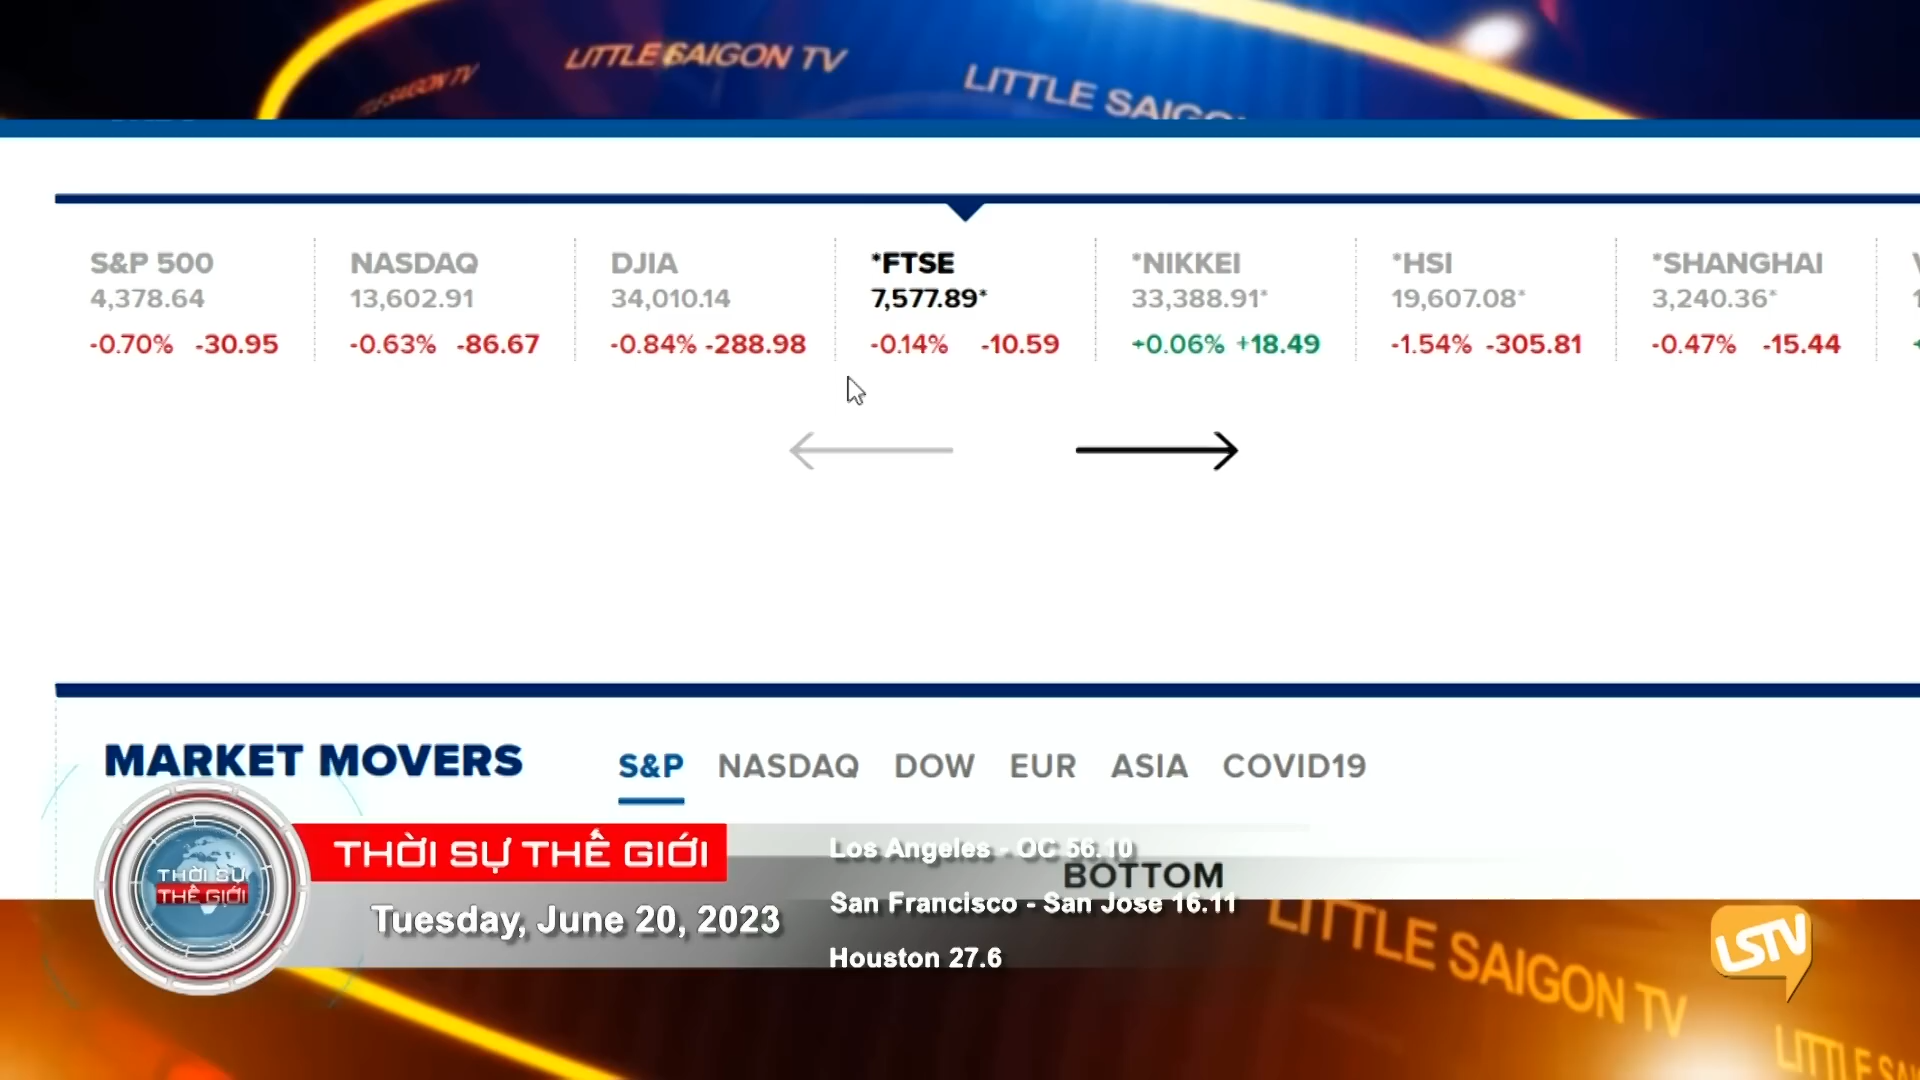 LITTLE SAIGON TV
LITTLE SAIGON TV
LITTLE SAIGON
S&P 500
4,378.64
-0.70% -30.95
NASDAQ
13,602.91
-0.63% -86.67
DJIA
34,010.14
-0.84% -288.98
*FTSE
7,577.89*
-0.14% -10.59
*NIKKEI
33,388.91*
+0.06% +18.49
*HSI
19,607.08*
-1.54% -305.81
*SHANGHAI
3,240.36*
-0.47% -15.44
MARKET MOVERS
S&P NASDAQ DOW EUR ASIA COVID19
BOTTOM
THỜI SỰ
THẾ GIỚI
THỜI SỰ THẾ GIỚI
Tuesday, June 20, 2023
Los Angeles - OC 56.10
San Francisco - San Jose 16.11
Houston 27.6
LITTLE SAIGON TV
LSTV